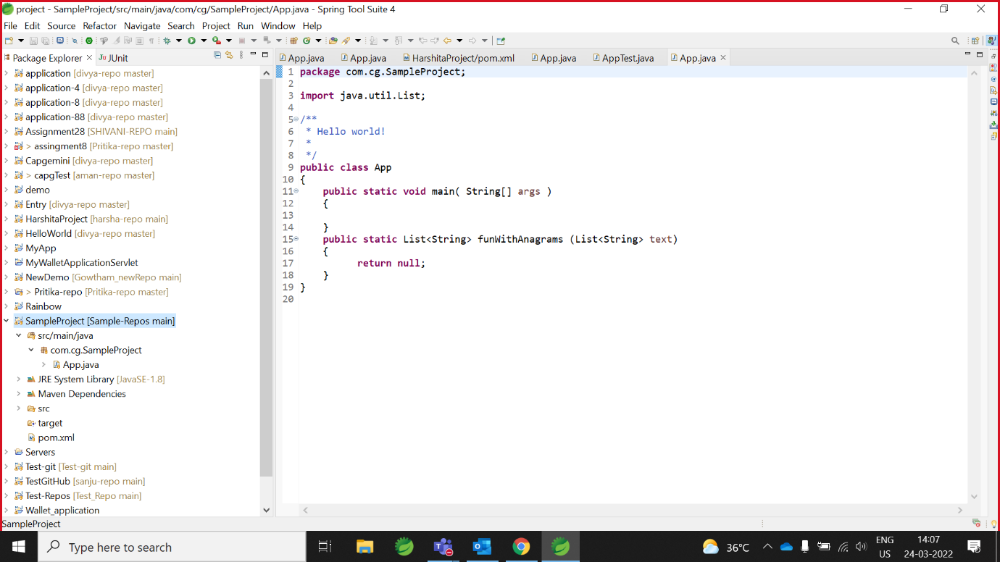 project - SampleProject/src/main/java/com/cg/SampleProject/App.java - Spring Tool Suite 4
File Edit Source Refactor Navigate Search Project Run Window Help
Package Explorer JUnit
App.java App.java HarshitaProject/pom.xml App.java AppTest.java App.java
application [divya-repo master]
application-4 [divya-repo master]
application-8 [divya-repo master]
application-88 [divya-repo master]
Assignment28 [SHIVANI-REPO main]
> assingment8 [Pritika-repo master]
Capgemini [divya-repo master]
> capgTest [aman-repo master]
demo
Entry [divya-repo master]
HarshitaProject [harsha-repo main]
HelloWorld [divya-repo master]
MyApp
MyWalletApplicationServlet
NewDemo [Gowtham_newRepo main]
> Pritika-repo [Pritika-repo master]
Rainbow
SampleProject [Sample-Repos main]
src/main/java
com.cg.SampleProject
App.java
JRE System Library [JavaSE-1.8]
Maven Dependencies
src
target
pom.xml
Servers
Test-git [Test-git main]
TestGitHub [sanju-repo main]
Test-Repos [Test_Repo main]
Wallet_application
1 package com.cg.SampleProject;
2
3 import java.util.List;
4
5 /**
6 * Hello world!
7 *
8 */
9 public class App
10 {
11 public static void main( String[] args )
12 {
13
14 }
15 public static List<String> funWithAnagrams (List<String> text)
16 {
17 return null;
18 }
19 }
20
SampleProject
Type here to search
36°C
ENG
US
14:07
24-03-2022